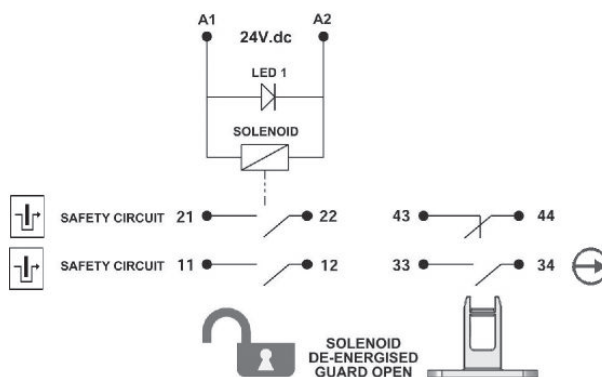 A1 A2
24V.dc
LED 1
SOLENOID
SAFETY CIRCUIT 21 22 43 44
SAFETY CIRCUIT 11 12 33 34
SOLENOID
DE-ENERGISED
GUARD OPEN